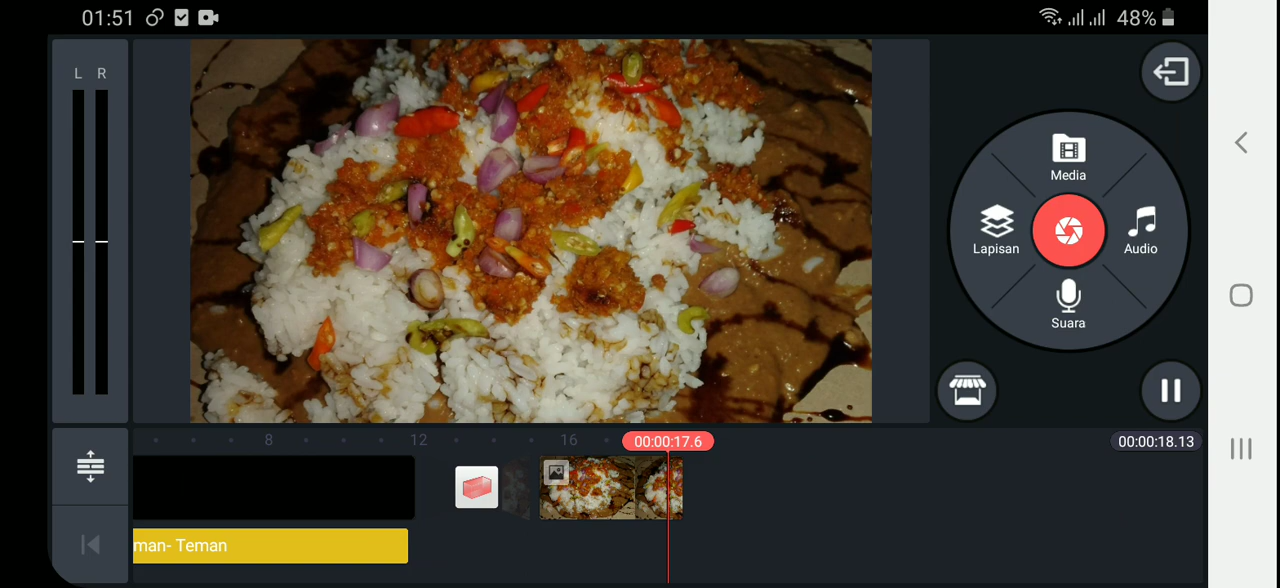 01:51
48%
L R
Media
Lapisan
Audio
Suara
8
12
16
00:00:17.6
00:00:18.13
man- Teman